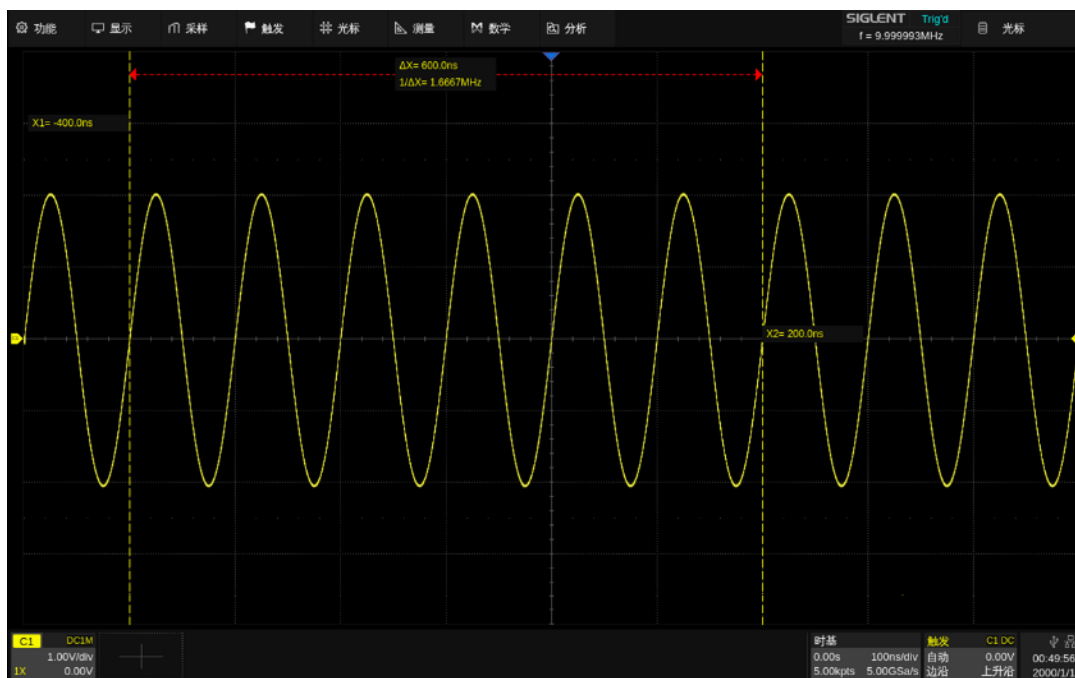 功能 显示 采样 触发 光标 测量 数学 分析
SIGLENT Trig'd
f = 9.999993MHz
光标
ΔX= 600.0ns
1/ΔX= 1.6667MHz
X1= -400.0ns
X2= 200.0ns
C1 DC1M
1.00V/div
1X 0.00V
时基
0.00s 100ns/div
5.00kpts 5.00GSa/s
触发 C1 DC
自动 0.00V
边沿 上升沿
00:49:56
2000/1/1